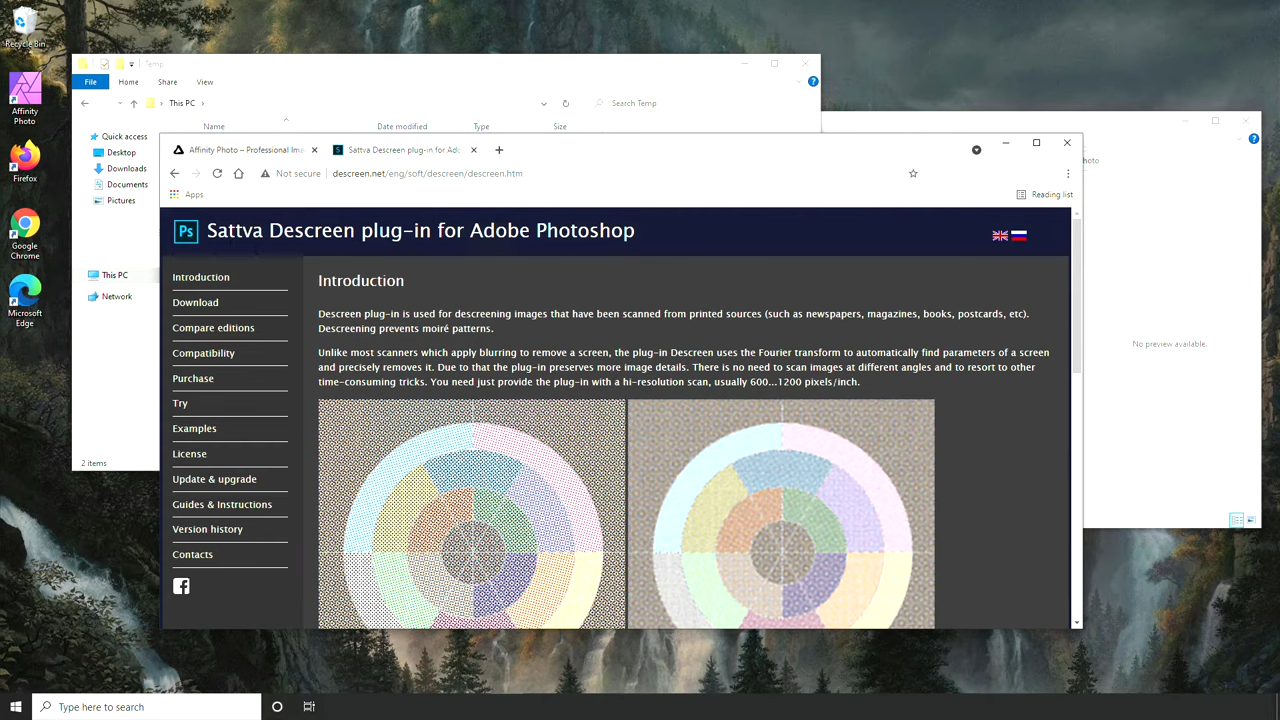 Recycle Bin
Affinity Photo
Firefox
Google Chrome
Microsoft Edge
Temp
File Home Share View
This PC
Search Temp
Name Date modified Type Size
Quick access
Desktop
Downloads
Documents
Pictures
This PC
Network
2 items
hoto
No preview available.
Affinity Photo – Professional Ima
Sattva Descreen plug-in for Ado
Not secure descreen.net/eng/soft/descreen/descreen.htm
Apps
Reading list
Ps
Sattva Descreen plug-in for Adobe Photoshop
Introduction
Download
Compare editions
Compatibility
Purchase
Try
Examples
License
Update & upgrade
Guides & Instructions
Version history
Contacts
Introduction
Descreen plug-in is used for descreening images that have been scanned from printed sources (such as newspapers, magazines, books, postcards, etc).
Descreening prevents moiré patterns.
Unlike most scanners which apply blurring to remove a screen, the plug-in Descreen uses the Fourier transform to automatically find parameters of a screen
and precisely removes it. Due to that the plug-in preserves more image details. There is no need to scan images at different angles and to resort to other
time-consuming tricks. You need just provide the plug-in with a hi-resolution scan, usually 600...1200 pixels/inch.
Type here to search